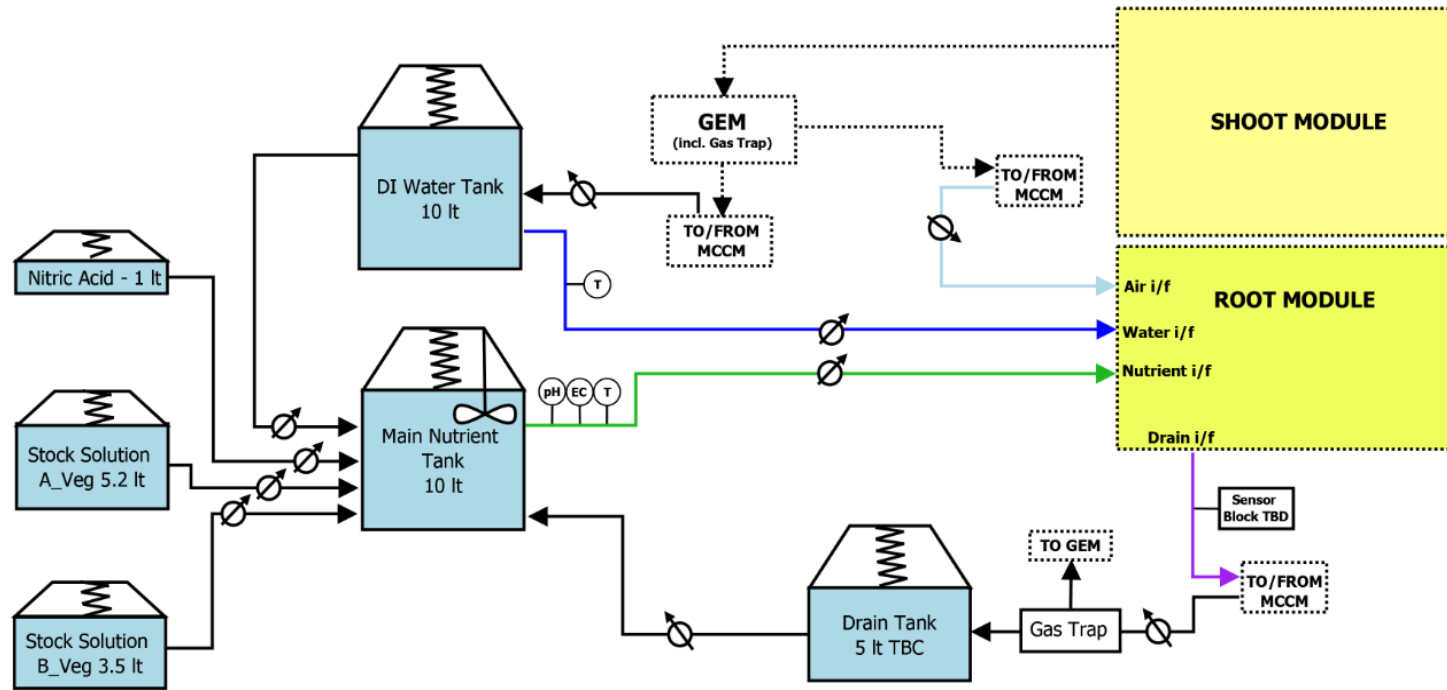 SHOOT MODULE
GEM
(incl. Gas Trap)
TO/FROM
MCCM
TO/FROM
MCCM
DI Water Tank
10 lt
T
Nitric Acid - 1 lt
Air i/f
ROOT MODULE
Water i/f
Nutrient i/f
Drain i/f
pH
EC
T
Main Nutrient
Tank
10 lt
Stock Solution
A_Veg 5.2 lt
Stock Solution
B_Veg 3.5 lt
Sensor
Block TBD
TO GEM
TO/FROM
MCCM
Gas Trap
Drain Tank
5 lt TBC